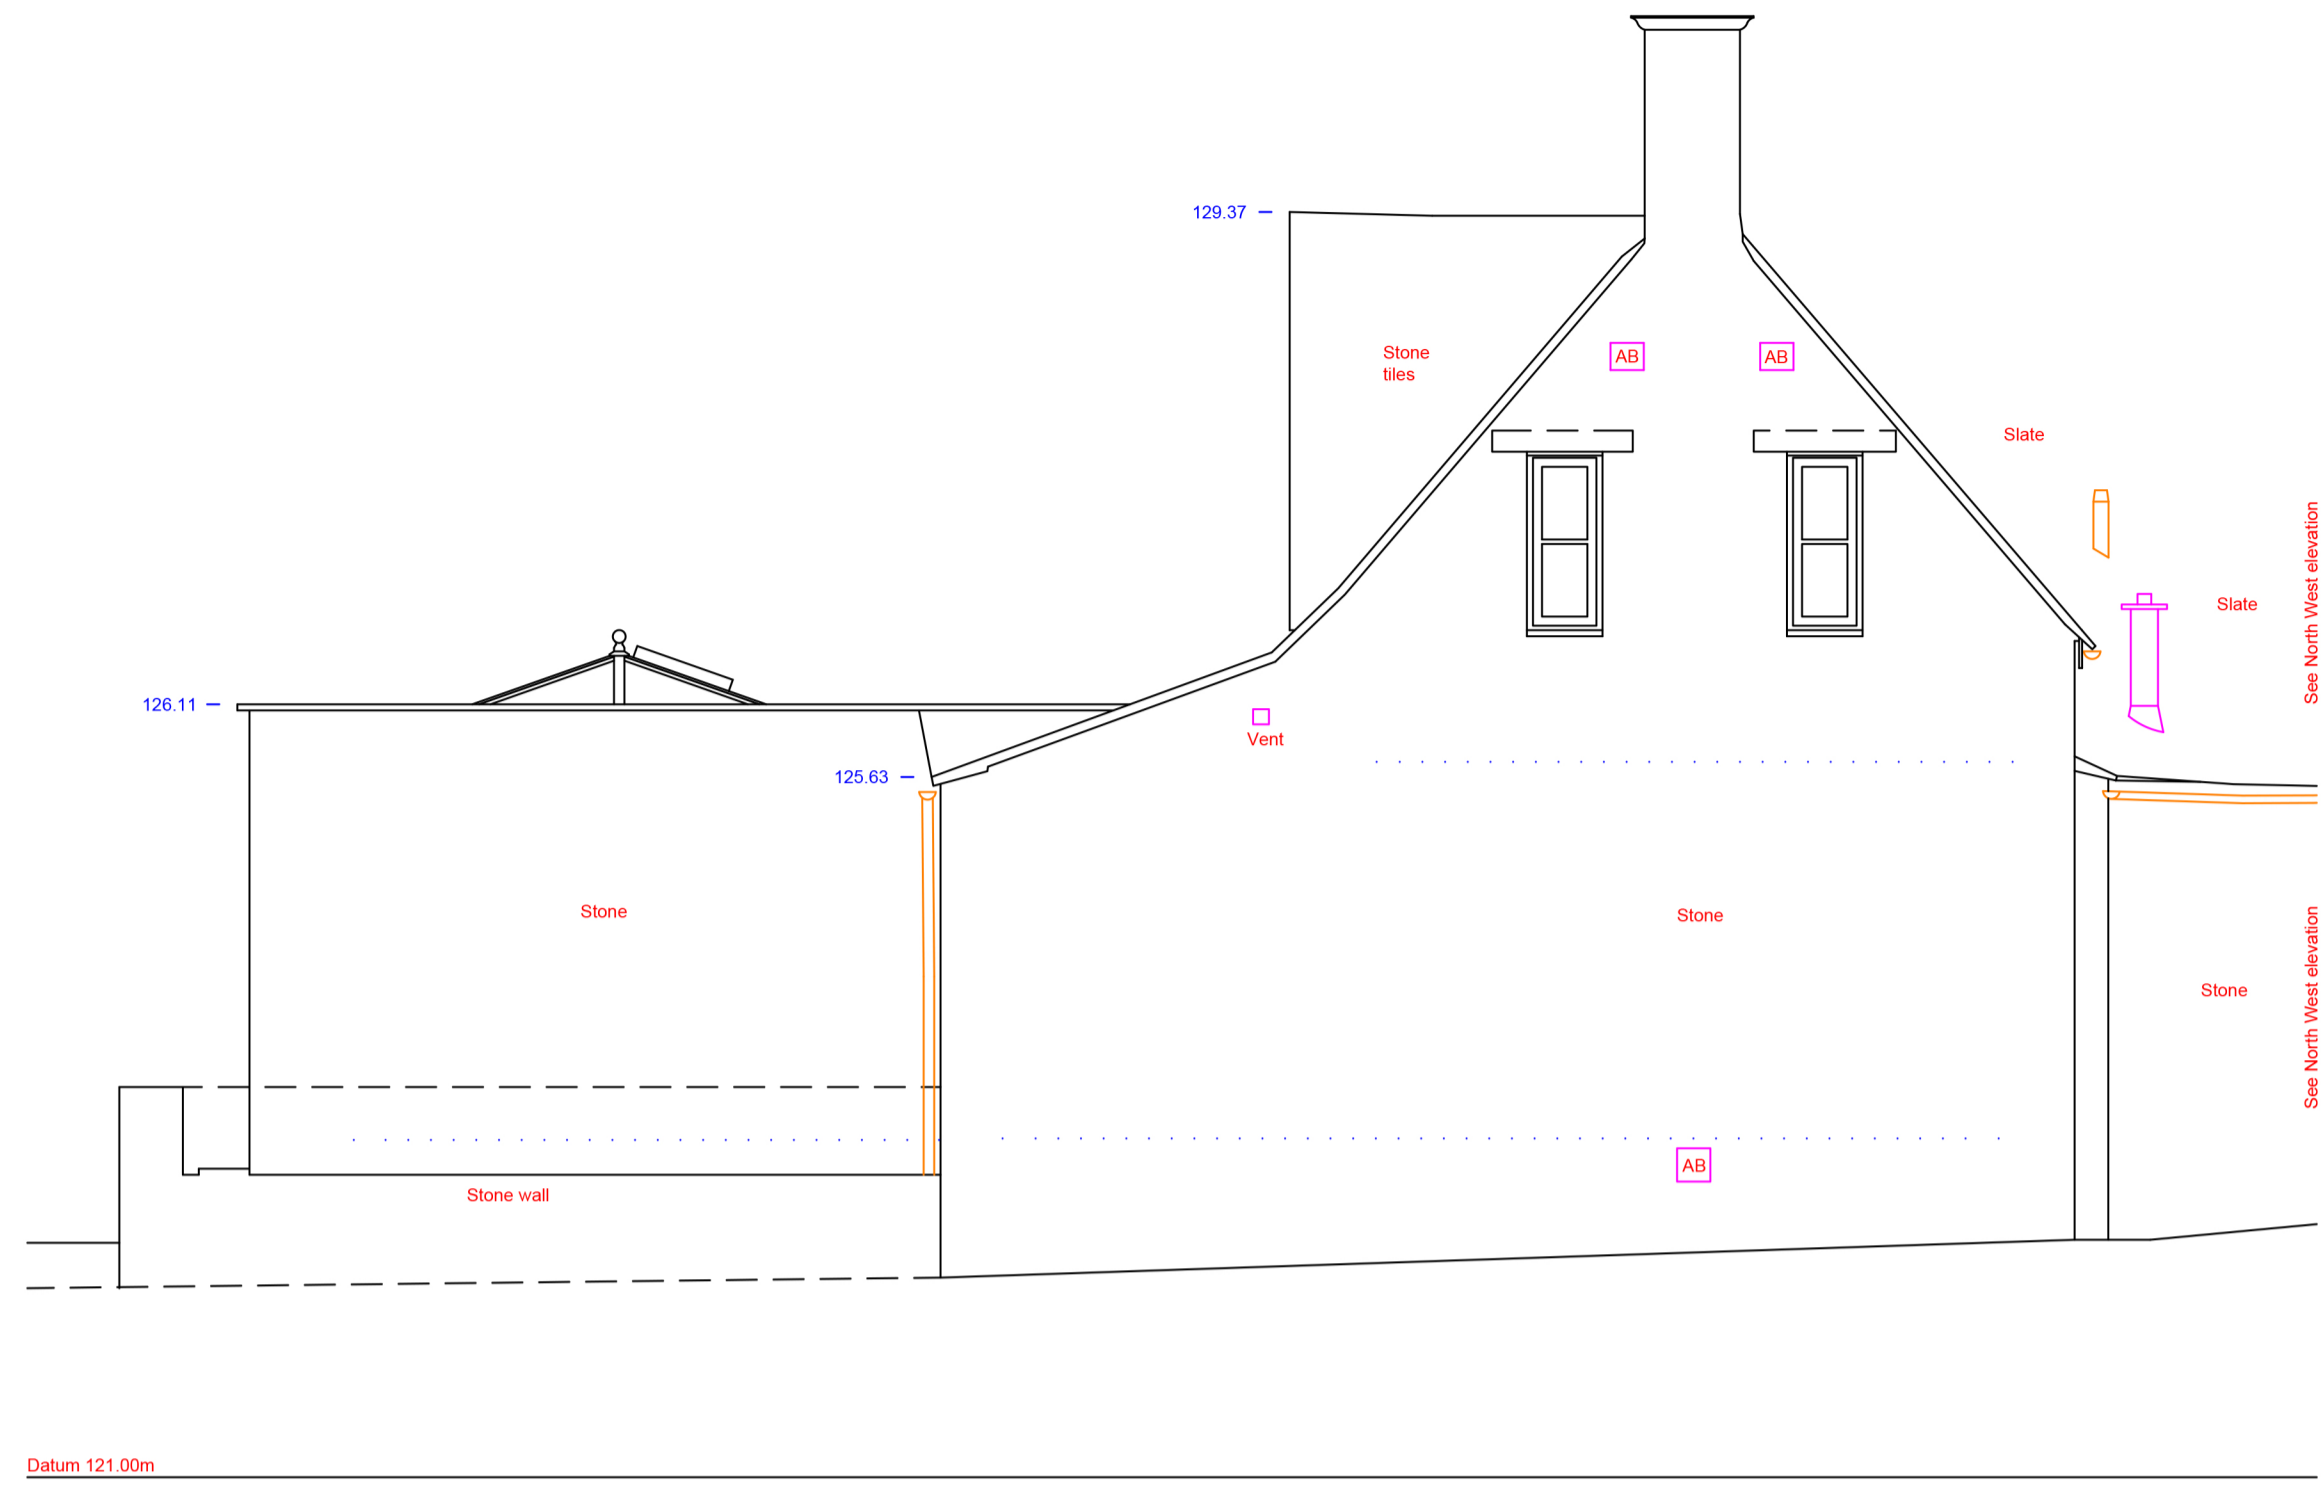 129.37
Stone
tiles
AB
AB
Slate
See North West elevation
Slate
126.11
Vent
125.63
Stone
Stone
See North West elevation
Stone
AB
Stone wall
Datum 121.00m